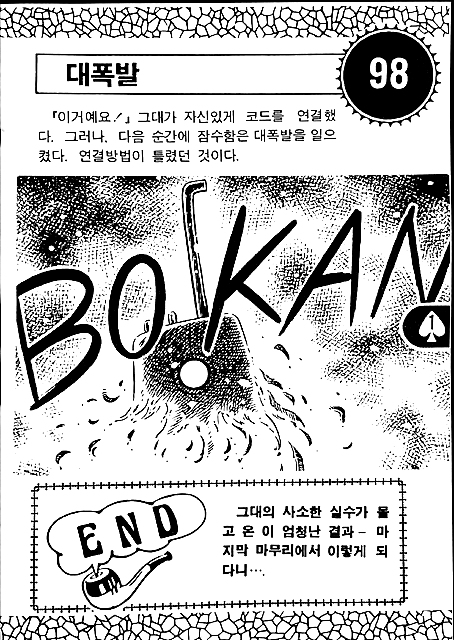 대폭발
98
『이거예요!』 그대가 자신있게 코드를 연결했
다. 그러나, 다음 순간에 잠수함은 대폭발을 일으
켰다. 연결방법이 틀렸던 것이다.
BOKAN
1
END
그대의 사소한 실수가 몰
고 온 이 엄청난 결과 - 마
지막 마무리에서 이렇게 되
다니….